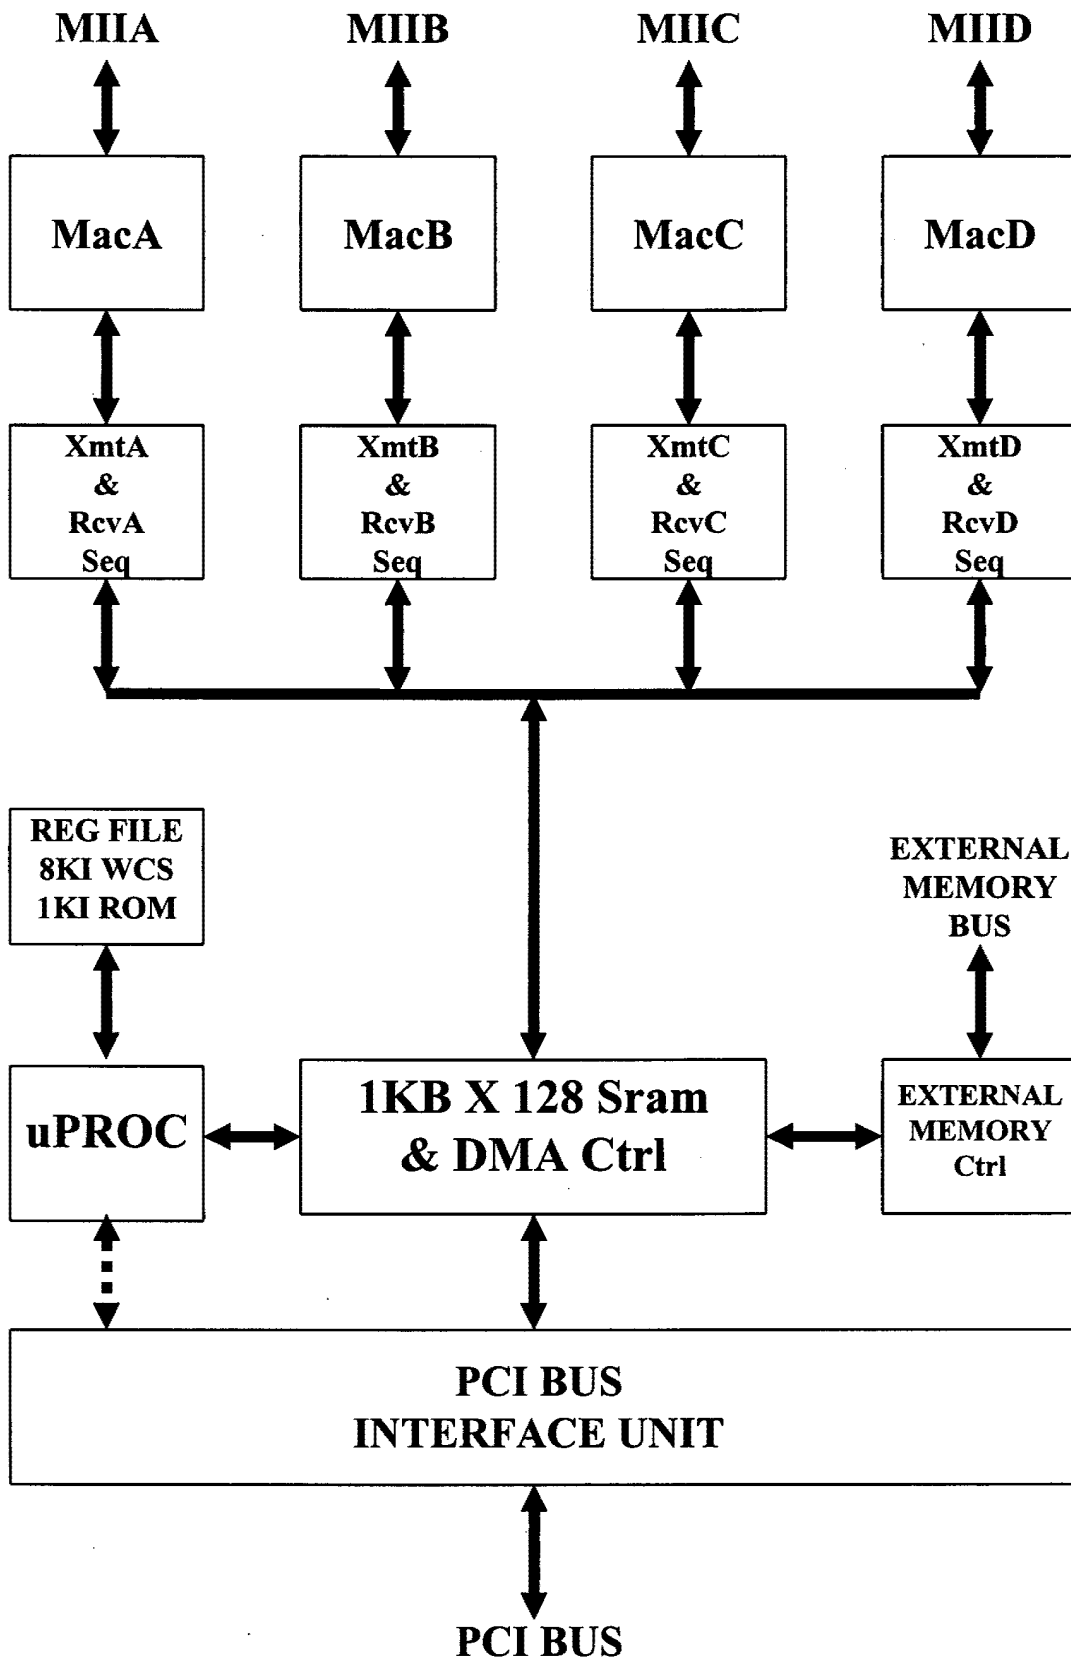 MIIA MIIB MIIC MIID
MacA MacB MacC MacD
XmtA
&
RcvA
Seq
XmtB
&
RcvB
Seq
XmtC
&
RcvC
Seq
XmtD
&
RcvD
Seq
REG FILE
8KI WCS
1KI ROM
EXTERNAL
MEMORY
BUS
uPROC
1KB X 128 Sram
& DMA Ctrl
EXTERNAL
MEMORY
Ctrl
PCI BUS
INTERFACE UNIT
PCI BUS